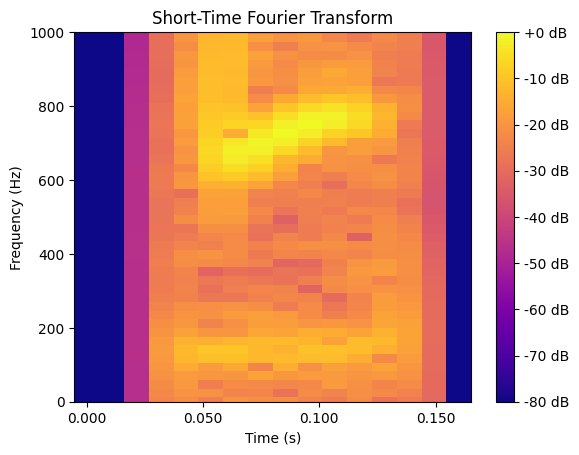 Short-Time Fourier Transform
1000
800
600
400
200
0
Frequency (Hz)
0.000
0.050
0.100
0.150
Time (s)
+0 dB
-10 dB
-20 dB
-30 dB
-40 dB
-50 dB
-60 dB
-70 dB
-80 dB